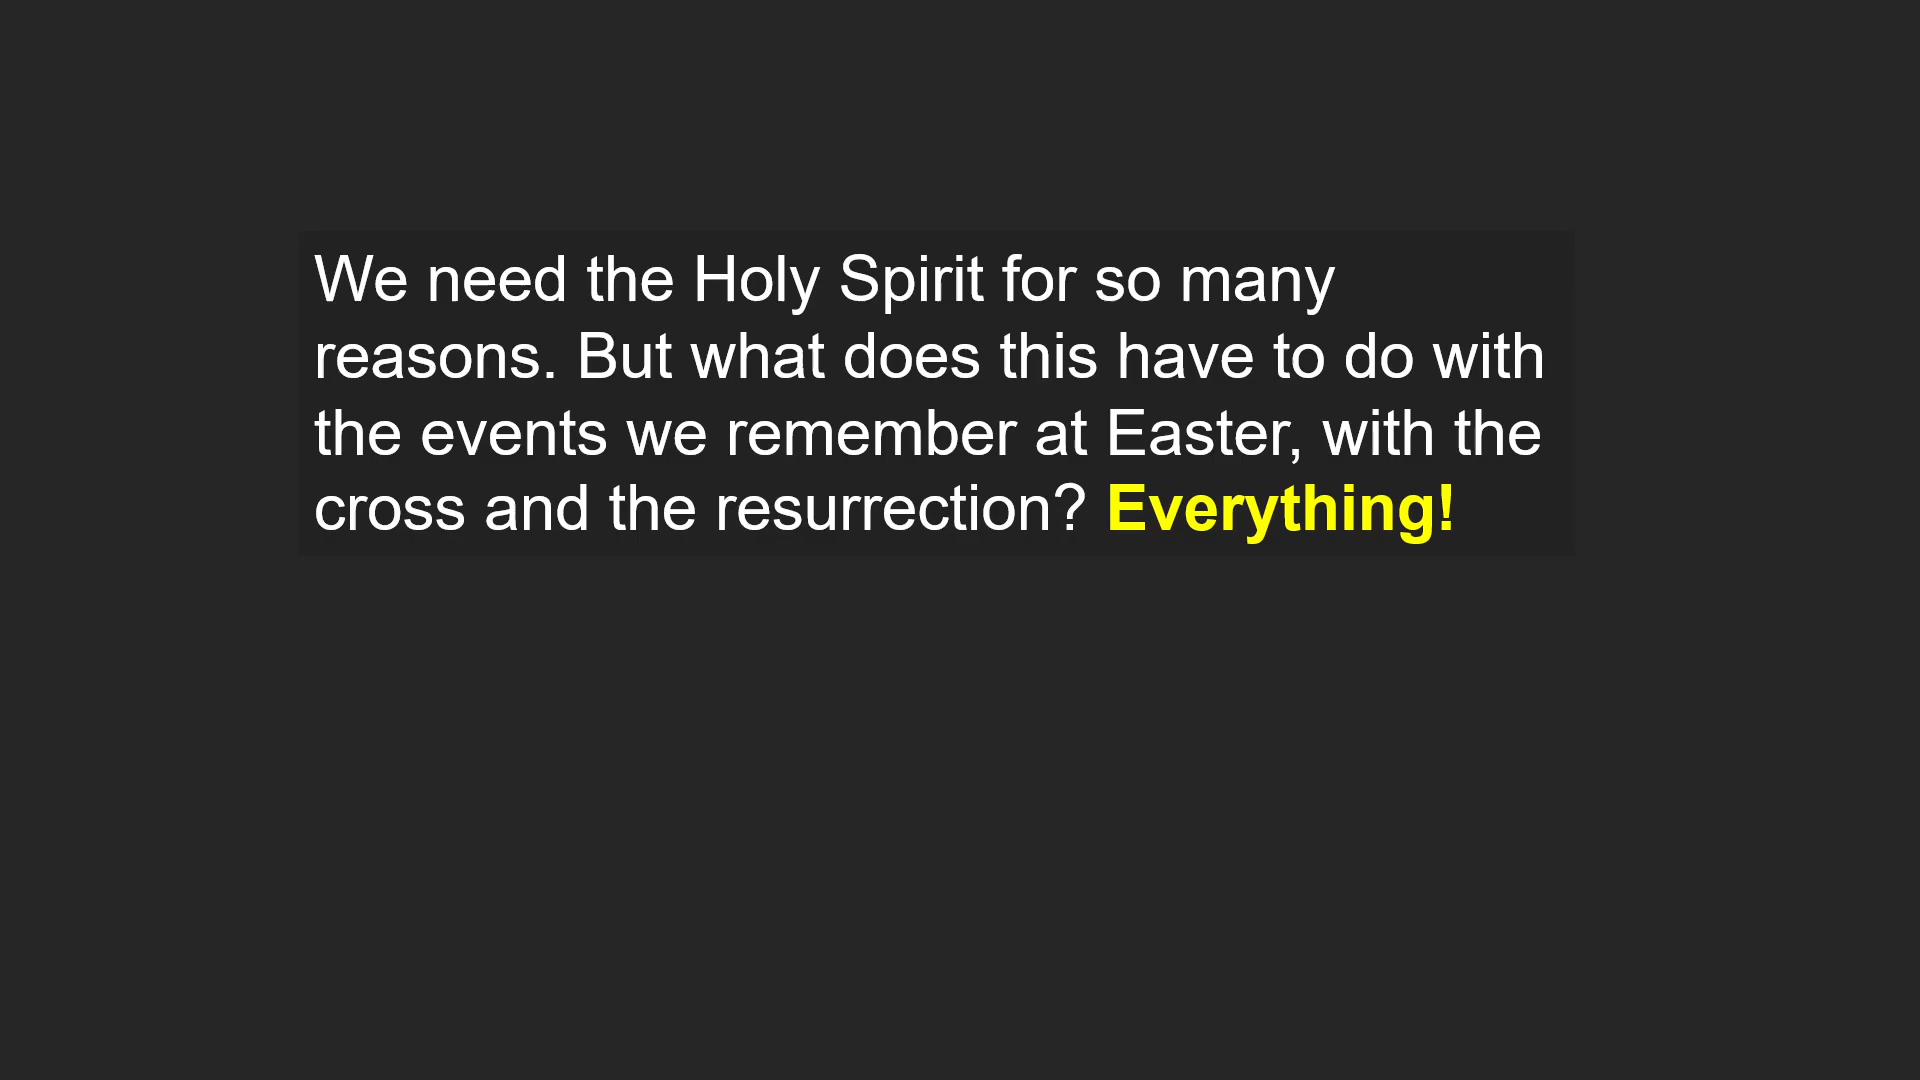 We need the Holy Spirit for so many
reasons. But what does this have to do with
the events we remember at Easter, with the
cross and the resurrection? Everything!